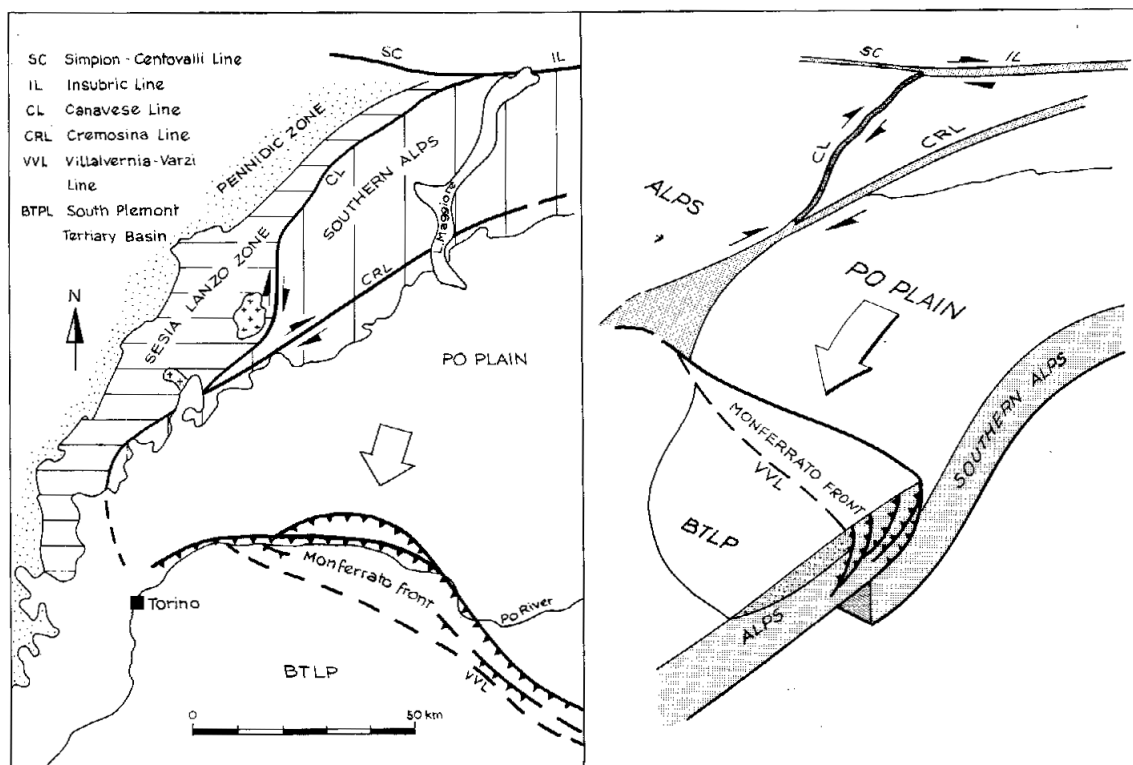 SC Simplon - Centovalli Line
IL Insubric Line
CL Canavese Line
CRL Cremosina Line
VVL Villalvernia-Varzi
Line
BTPL South Piemont
Tertiary Basin
N
SC
IL
PENNIDIC ZONE
CL
SOUTHERN ALPS
L. Maggiore
SESIA LANZO ZONE
CRL
PO PLAIN
Monferrato front
Torino
Po River
BTLP
VVL
0 50 km
SC
IL
CL
CRL
ALPS
PO PLAIN
MONFERRATO FRONT
VVL
SOUTHERN ALPS
BTLP
ALPS